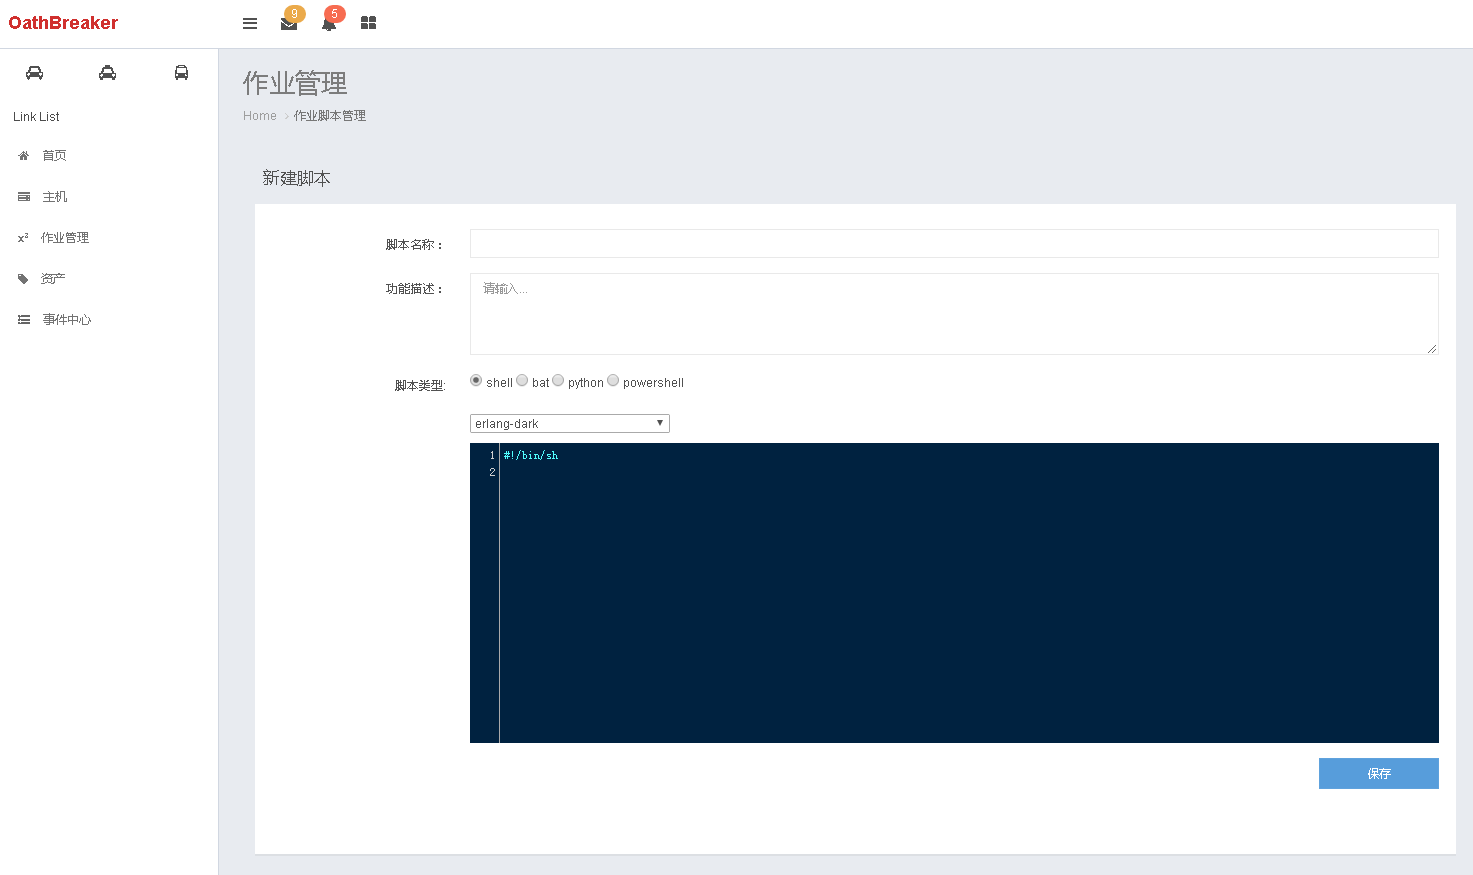 OathBreaker
9
5
Link List
首页
主机
x² 作业管理
资产
事件中心
作业管理
Home > 作业脚本管理
新建脚本
脚本名称：
功能描述：
请输入...
脚本类型:
shell bat python powershell
erlang-dark
1 #!/bin/sh
2
保存